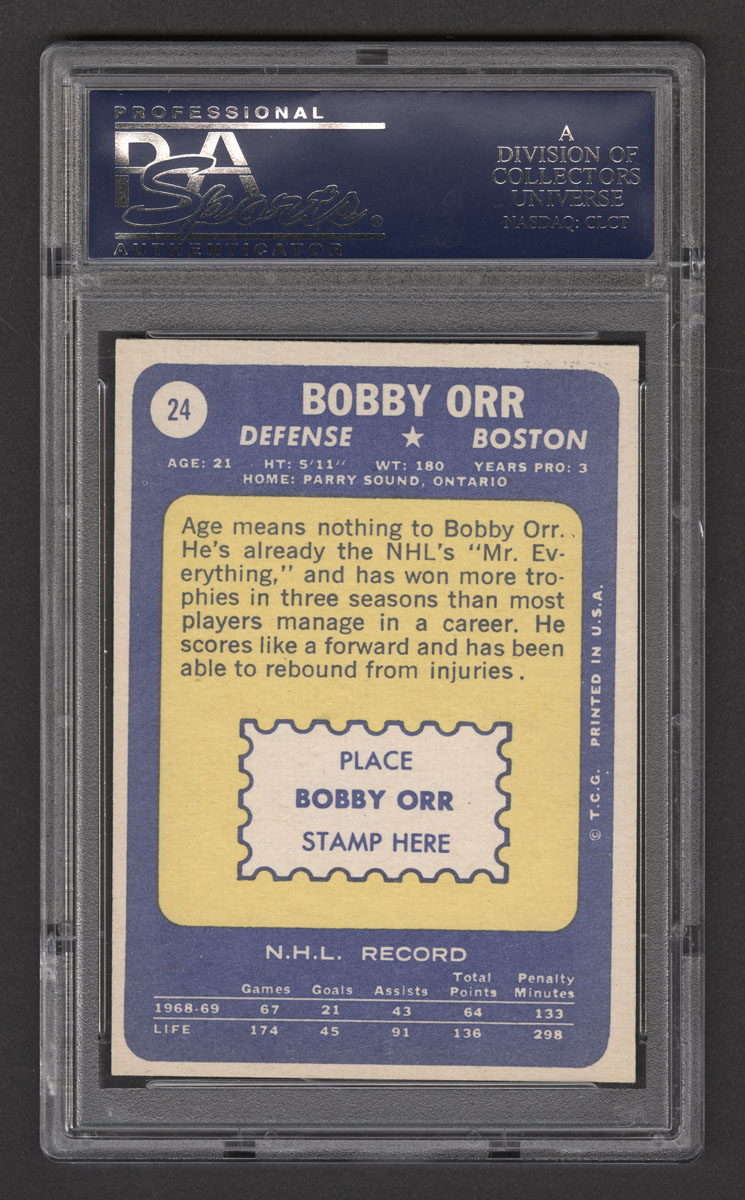 PROFESSIONAL
PSA
Sports
AUTHENTICATOR
A
DIVISION OF
COLLECTORS
UNIVERSE
NASDAQ: CLCT
24
BOBBY ORR
DEFENSE ★ BOSTON
AGE: 21 HT: 5'11" WT: 180 YEARS PRO: 3
HOME: PARRY SOUND, ONTARIO
Age means nothing to Bobby Orr.
He's already the NHL's "Mr. Ev-
erything," and has won more tro-
phies in three seasons than most
players manage in a career. He
scores like a forward and has been
able to rebound from injuries.
PLACE
BOBBY ORR
STAMP HERE
© T.C.G. PRINTED IN U.S.A.
N.H.L. RECORD
Games Goals Assists Total Points Penalty Minutes
1968-69 67 21 43 64 133
LIFE 174 45 91 136 298